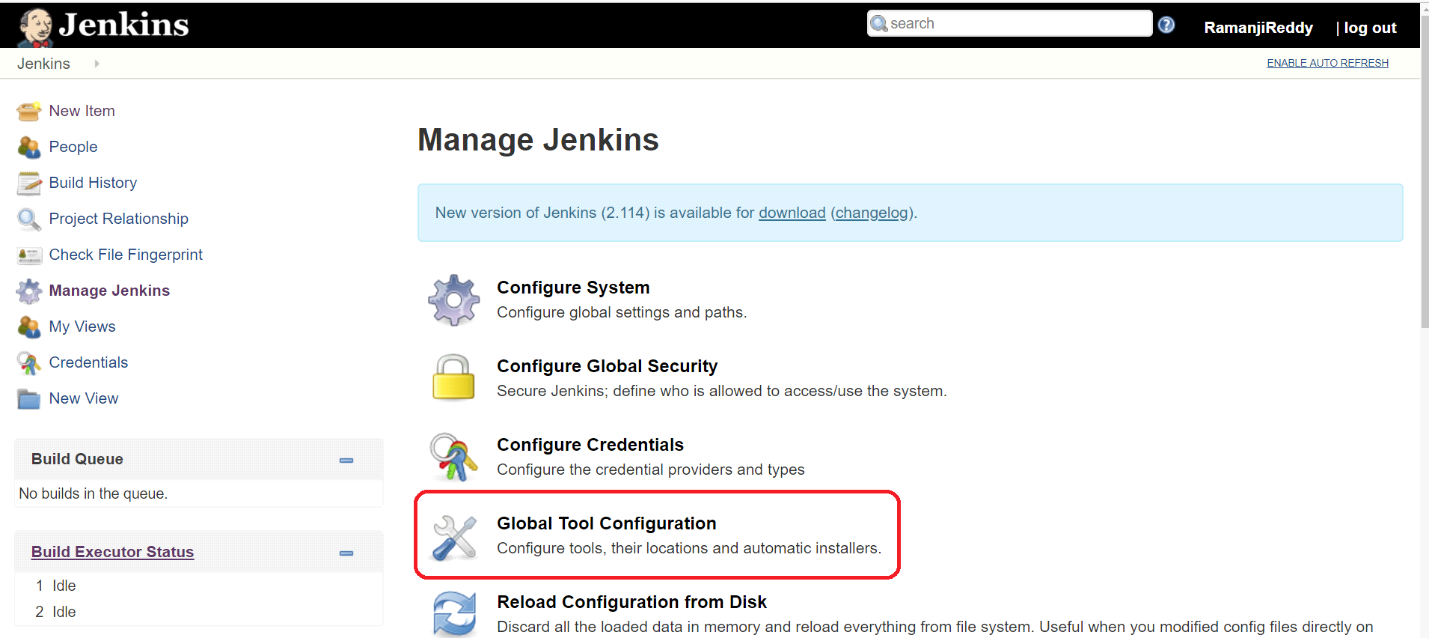 Jenkins
search
RamanjiReddy
| log out
Jenkins
ENABLE AUTO REFRESH
New Item
People
Build History
Project Relationship
Check File Fingerprint
Manage Jenkins
My Views
Credentials
New View
Build Queue
No builds in the queue.
Build Executor Status
1 Idle
2 Idle
Manage Jenkins
New version of Jenkins (2.114) is available for download (changelog).
Configure System
Configure global settings and paths.
Configure Global Security
Secure Jenkins; define who is allowed to access/use the system.
Configure Credentials
Configure the credential providers and types
Global Tool Configuration
Configure tools, their locations and automatic installers.
Reload Configuration from Disk
Discard all the loaded data in memory and reload everything from file system. Useful when you modified config files directly on